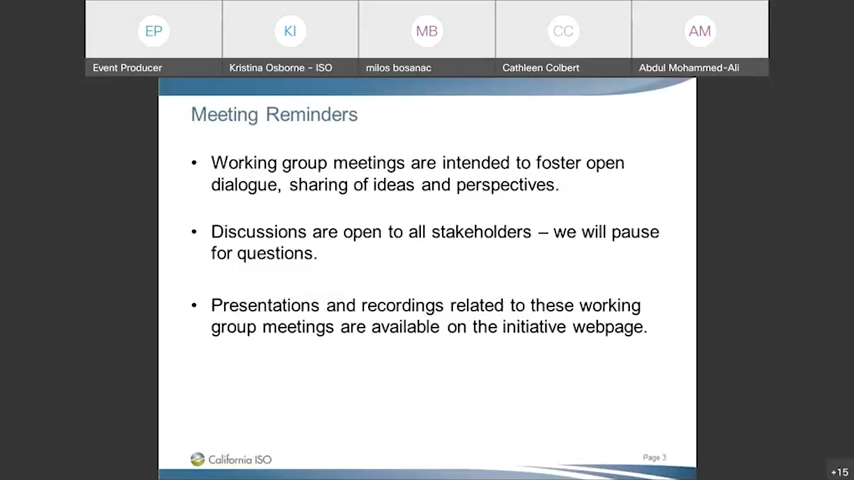 EP
KI
MB
CC
AM
Event Producer
Kristina Osborne - ISO
milos bosanac
Cathleen Colbert
Abdul Mohammed-Ali
Meeting Reminders
• Working group meetings are intended to foster open
dialogue, sharing of ideas and perspectives.
• Discussions are open to all stakeholders – we will pause
for questions.
• Presentations and recordings related to these working
group meetings are available on the initiative webpage.
California ISO
Page 3
+15